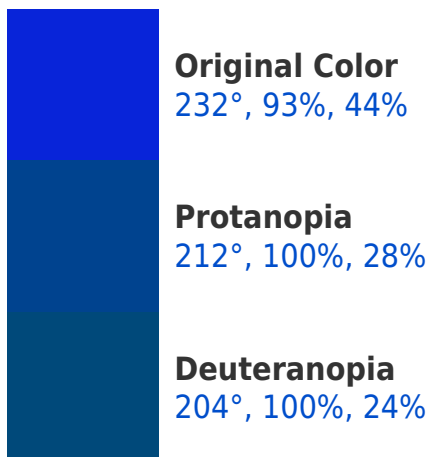 Original Color
232°, 93%, 44%
Protanopia
212°, 100%, 28%
Deuteranopia
204°, 100%, 24%